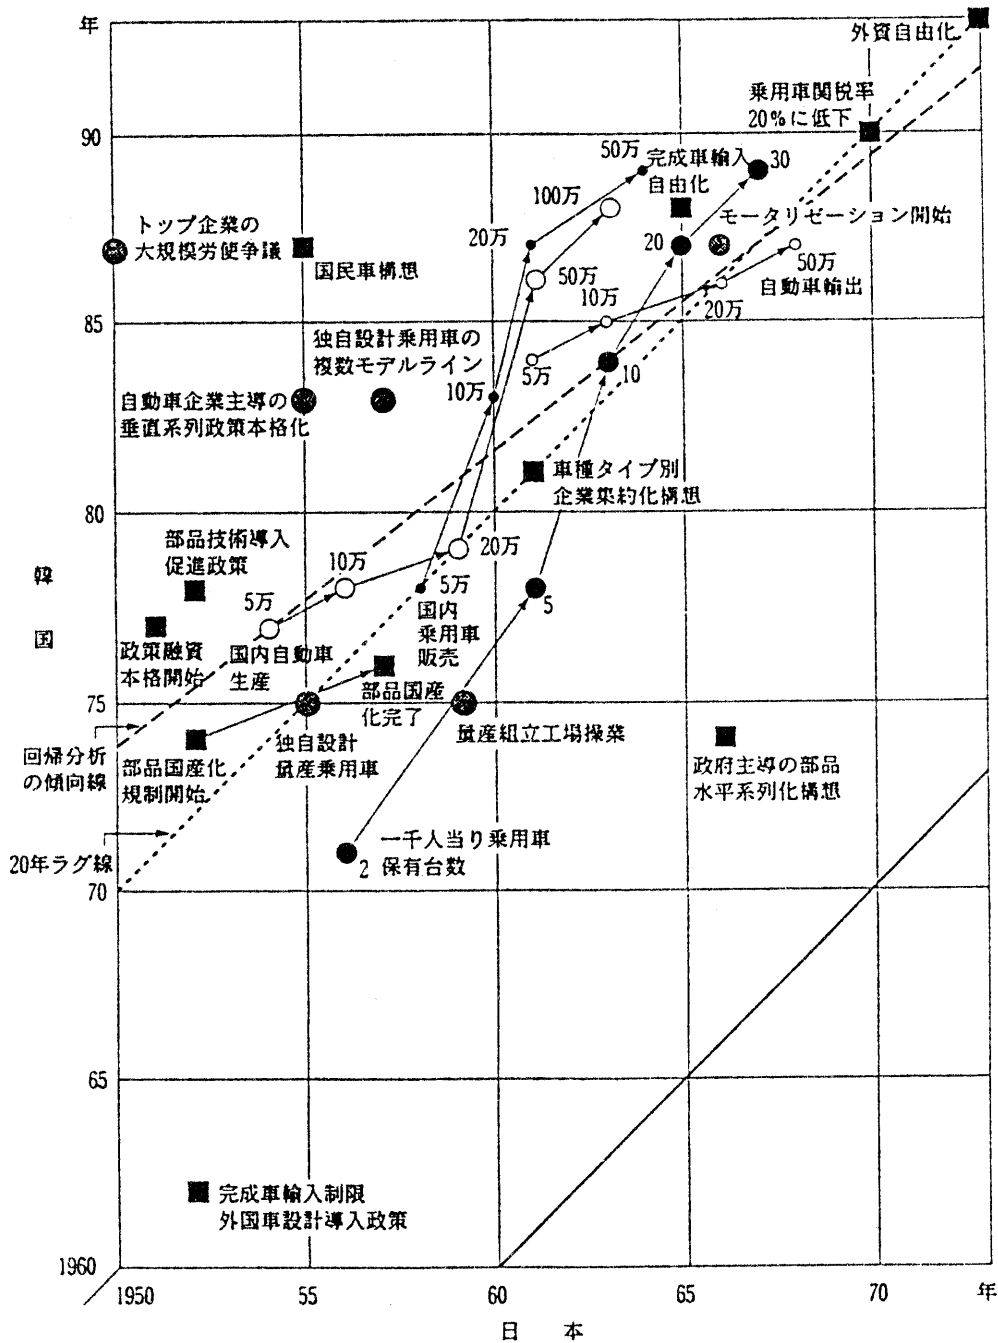 年
外資自由化
乗用車関税率
20%に低下
90
50万
完成車輸入
自由化
30
100万
トップ企業の
大規模労使争議
モータリゼーション開始
20万
20
国民車構想
50万
50万
自動車輸出
10万
20万
85
独自設計乗用車の
複数モデルライン
5万
10
10万
自動車企業主導の
垂直系列政策本格化
車種タイプ別
企業集約化構想
80
部品技術導入
促進政策
10万
20万
韓
国
5万
5万
国内
乗用車
販売
5
政策融資
本格開始
国内自動車
生産
部品国産
化完了
75
回帰分析
の傾向線
部品国産化
規制開始
独自設計
量産乗用車
量産組立工場操業
政府主導の部品
水平系列化構想
20年ラグ線
2
一千人当り乗用車
保有台数
70
65
完成車輸入制限
外国車設計導入政策
1960
1950
55
60
65
70
年
日 本